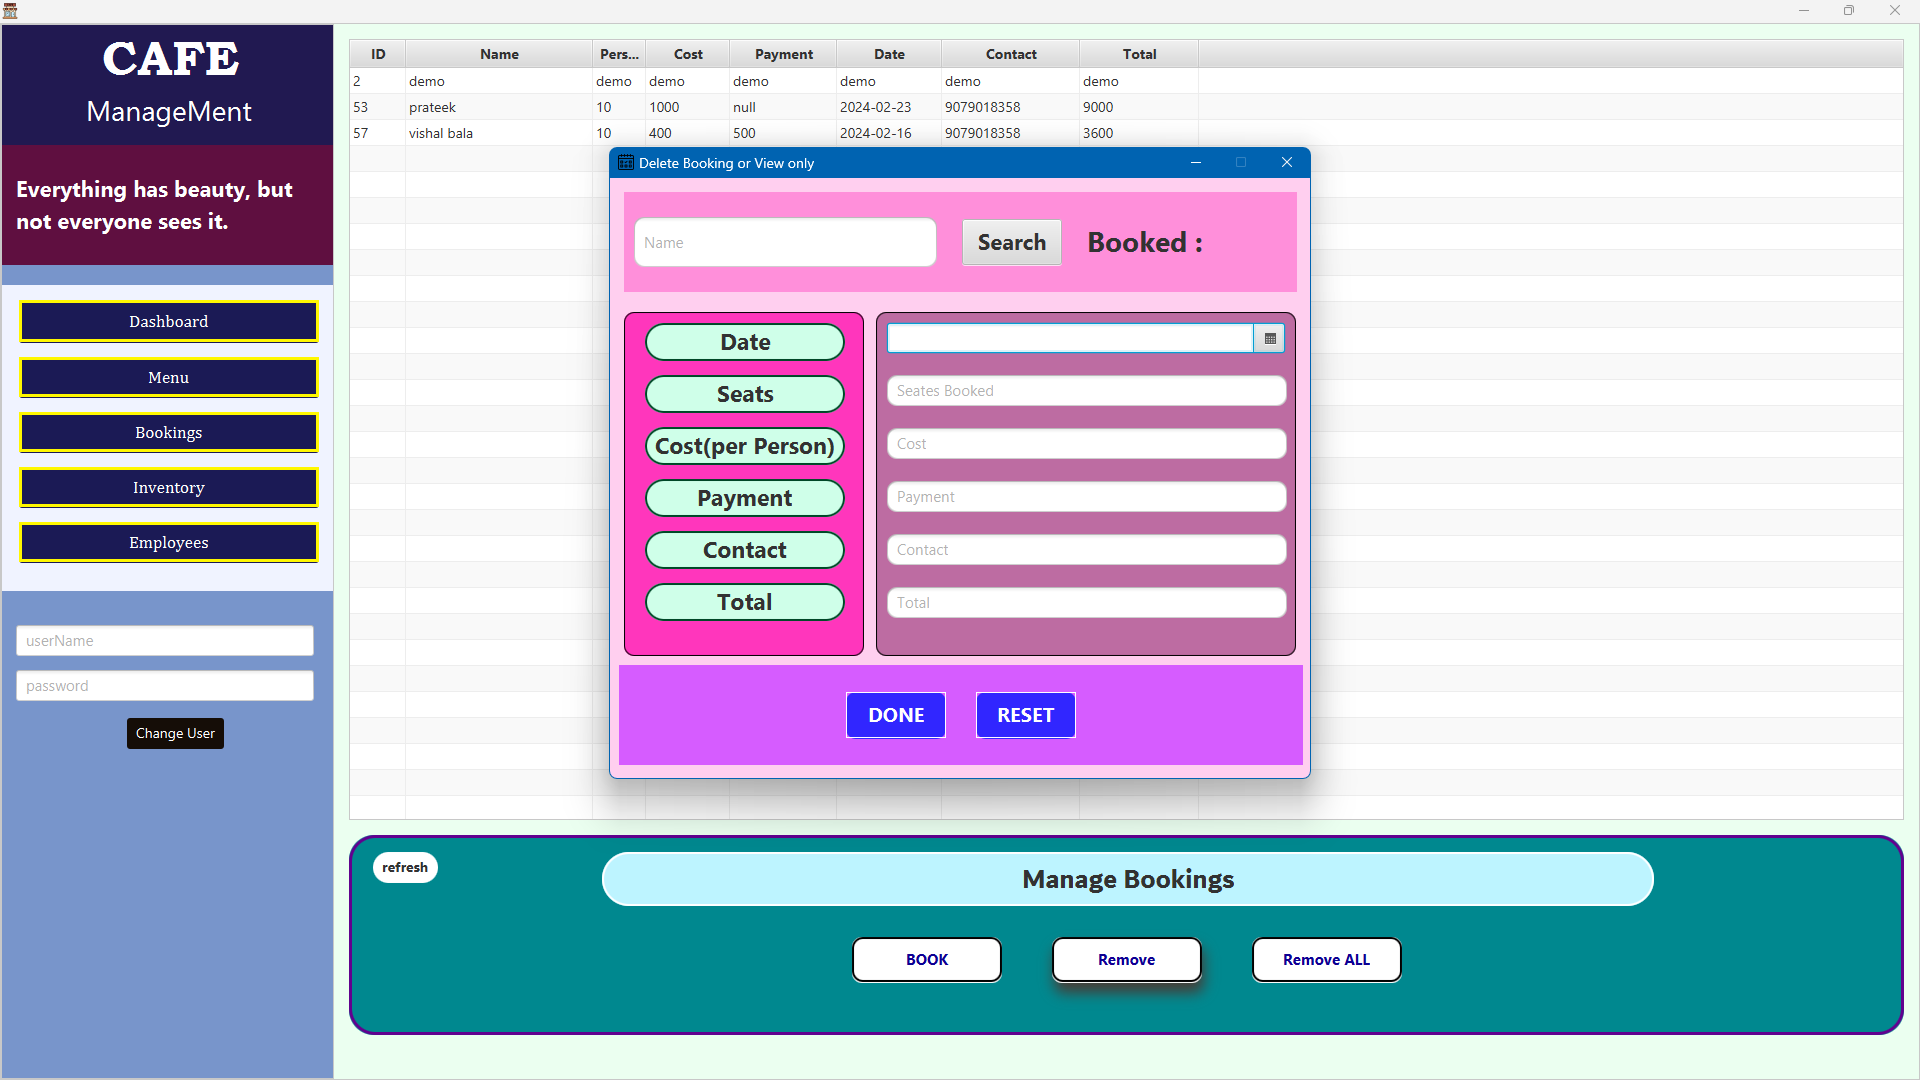 CAFE
ManageMent
Everything has beauty, but
not everyone sees it.
Dashboard
Menu
Bookings
Inventory
Employees
userName
password
Change User
ID Name Pers... Cost Payment Date Contact Total
2 demo demo demo demo demo demo demo
53 prateek 10 1000 null 2024-02-23 9079018358 9000
57 vishal bala 10 400 500 2024-02-16 9079018358 3600
Delete Booking or View only
Name Search Booked :
Date
Seats Seates Booked
Cost(per Person) Cost
Payment Payment
Contact Contact
Total Total
DONE RESET
refresh Manage Bookings
BOOK Remove Remove ALL